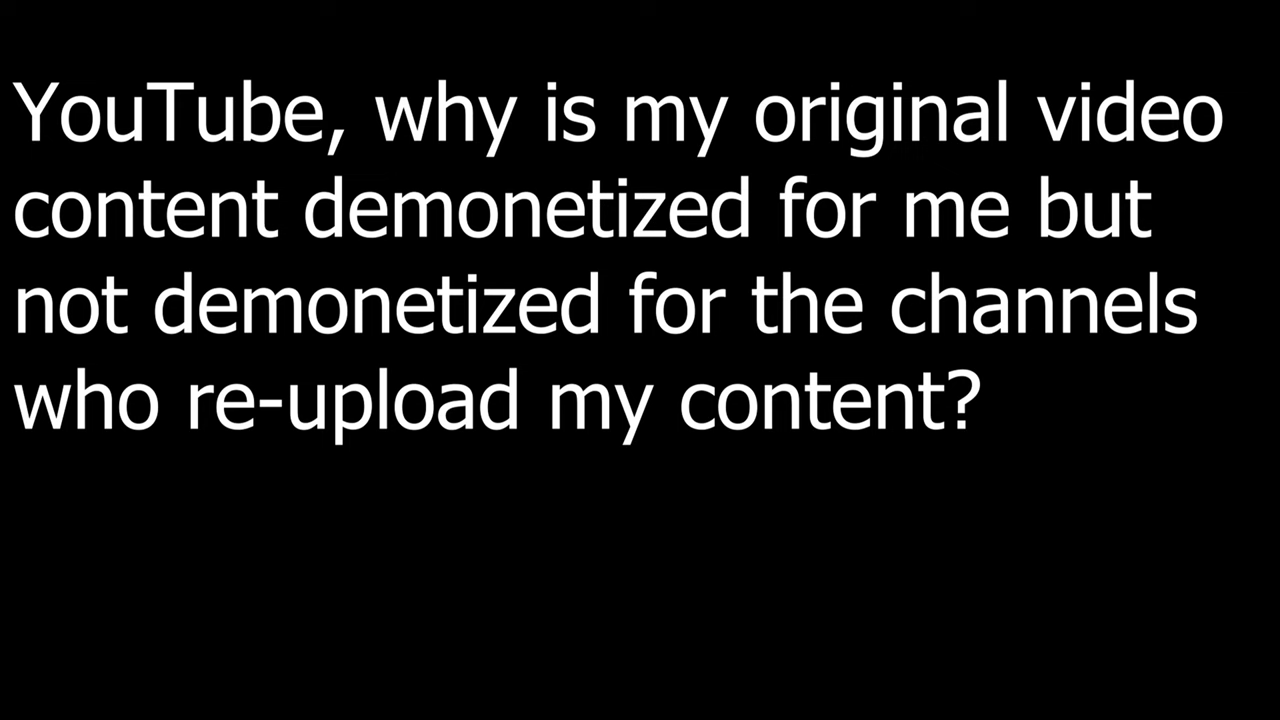 YouTube, why is my original video
content demonetized for me but
not demonetized for the channels
who re-upload my content?